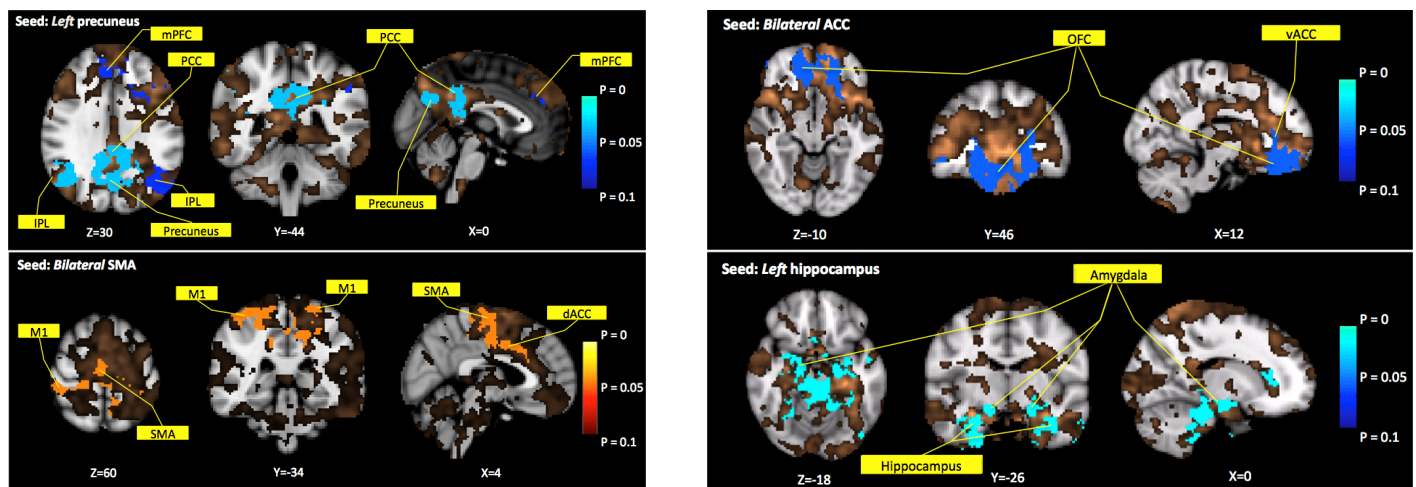 Seed: Left precuneus
mPFC
PCC
PCC
mPFC
IPL
IPL
Precuneus
Precuneus
Z=30
Y=-44
X=0
P = 0
P = 0.05
P = 0.1
Seed: Bilateral ACC
OFC
vACC
Z=-10
Y=46
X=12
P = 0
P = 0.05
P = 0.1
Seed: Bilateral SMA
M1
M1
M1
SMA
SMA
dACC
Z=60
Y=-34
X=4
P = 0
P = 0.05
P = 0.1
Seed: Left hippocampus
Amygdala
Hippocampus
Z=-18
Y=-26
X=0
P = 0
P = 0.05
P = 0.1